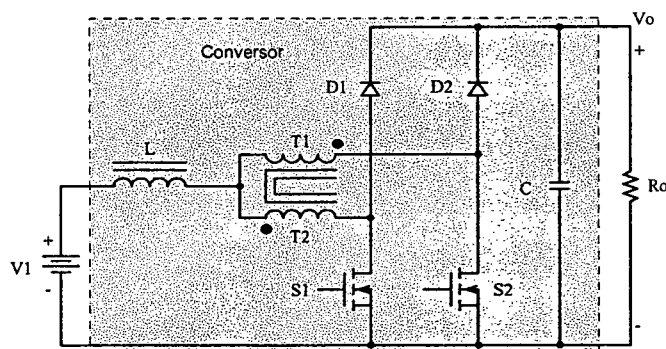 Vo
Conversor
+
D1
D2
L
T1
C
Ro
T2
+
V1
-
S1
S2
-